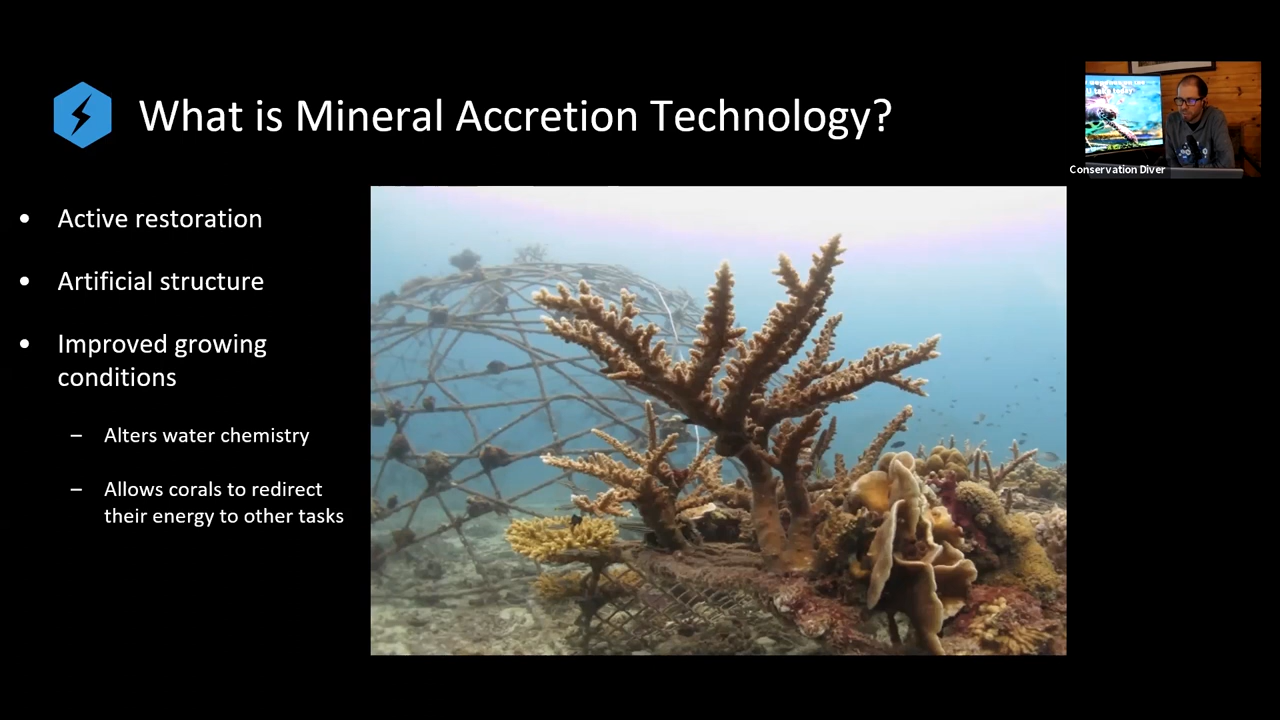 What is Mineral Accretion Technology?
Conservation Diver
• Active restoration
• Artificial structure
• Improved growing
conditions
– Alters water chemistry
– Allows corals to redirect
their energy to other tasks